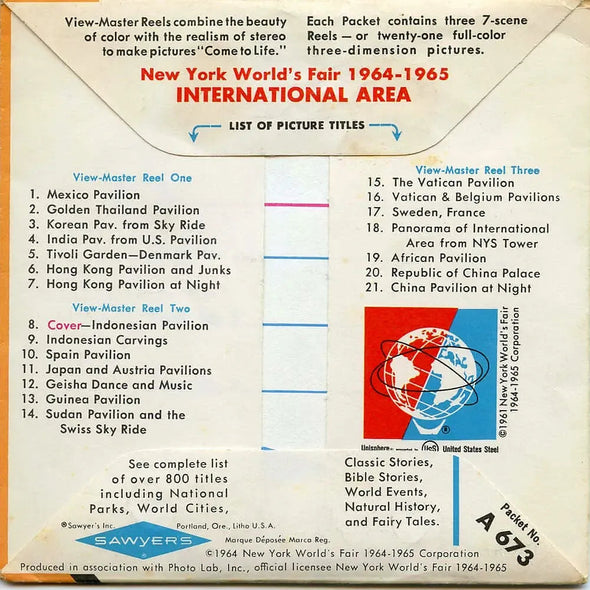 View-Master Reels combine the beauty
of color with the realism of stereo
to make pictures "Come to Life."
Each Packet contains three 7-scene
Reels — or twenty-one full-color
three-dimension pictures.
New York World's Fair 1964-1965
INTERNATIONAL AREA
LIST OF PICTURE TITLES
View-Master Reel One
1. Mexico Pavilion
2. Golden Thailand Pavilion
3. Korean Pav. from Sky Ride
4. India Pav. from U.S. Pavilion
5. Tivoli Garden—Denmark Pav.
6. Hong Kong Pavilion and Junks
7. Hong Kong Pavilion at Night
View-Master Reel Two
8. Cover—Indonesian Pavilion
9. Indonesian Carvings
10. Spain Pavilion
11. Japan and Austria Pavilions
12. Geisha Dance and Music
13. Guinea Pavilion
14. Sudan Pavilion and the
Swiss Sky Ride
View-Master Reel Three
15. The Vatican Pavilion
16. Vatican & Belgium Pavilions
17. Sweden, France
18. Panorama of International
Area from NYS Tower
19. African Pavilion
20. Republic of China Palace
21. China Pavilion at Night
©1961 New York World's Fair
1964-1965 Corporation
®
Unisphere USS United States Steel
See complete list
of over 800 titles
including National
Parks, World Cities,
Classic Stories,
Bible Stories,
World Events,
Natural History,
and Fairy Tales.
Packet No.
A 673
®Sawyer's Inc. Portland, Ore., Litho U.S.A.
SAWYERS
Marque Déposée Marca Reg.
©1964 New York World's Fair 1964-1965 Corporation
Produced in association with Photo Lab, Inc., official licensee New York World's Fair 1964-1965